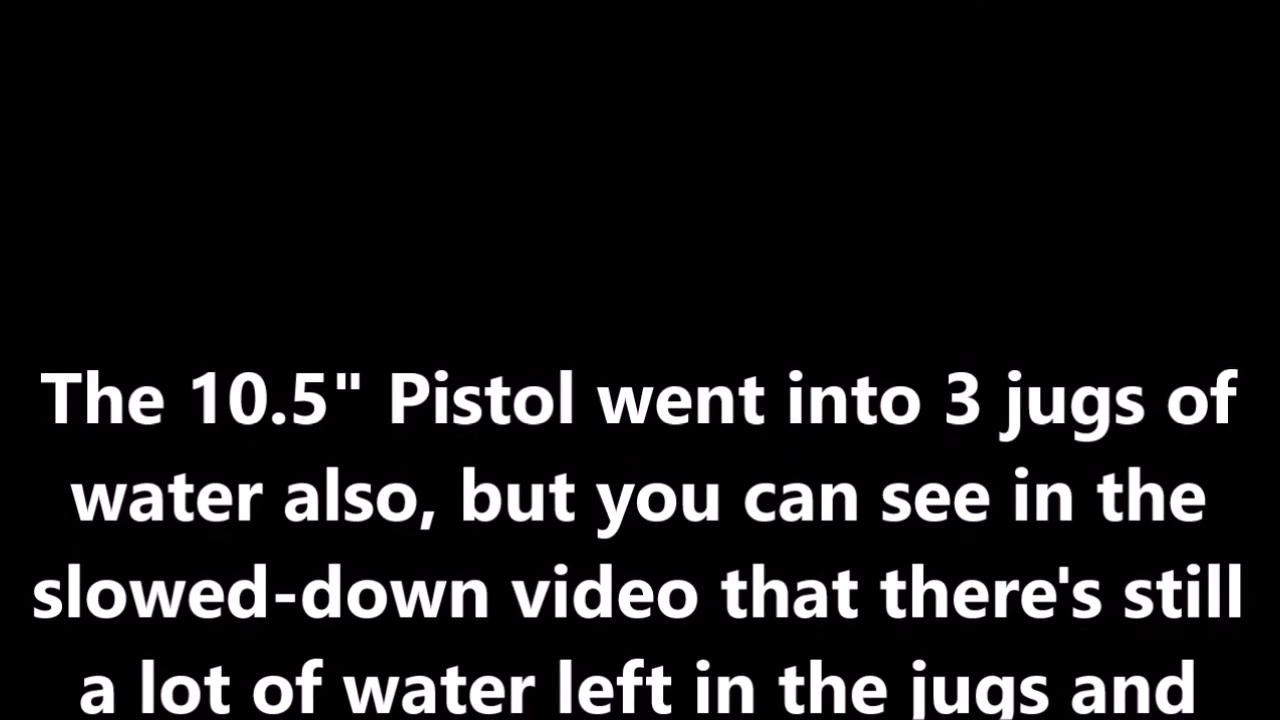 The 10.5" Pistol went into 3 jugs of
water also, but you can see in the
slowed-down video that there's still
a lot of water left in the jugs and